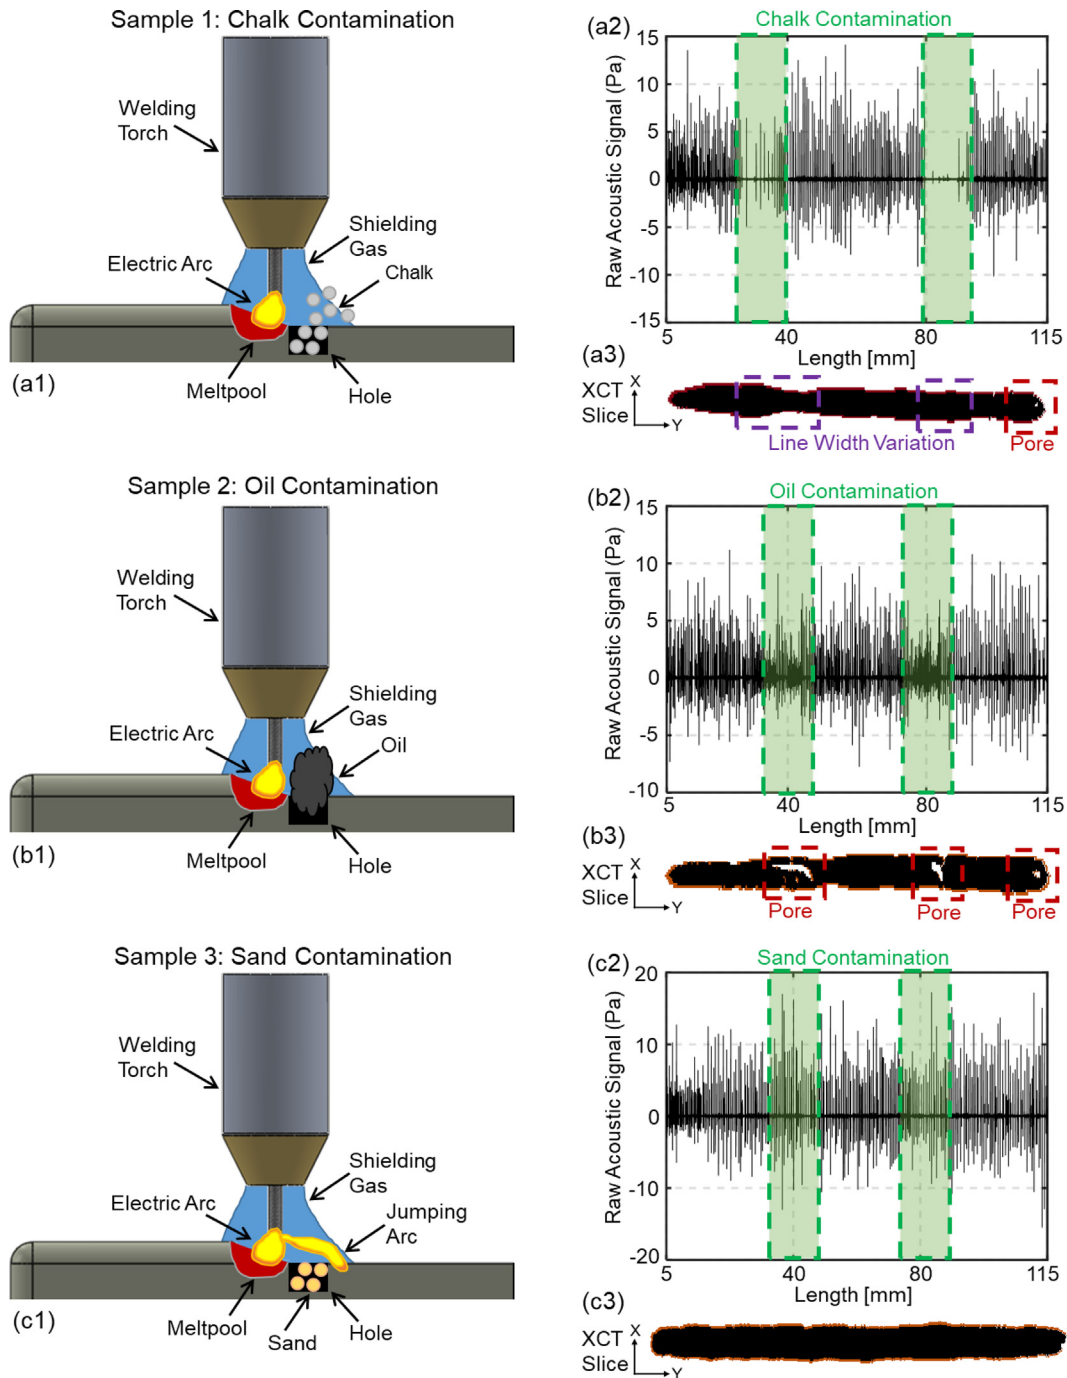 Sample 1: Chalk Contamination
Welding
Torch
Shielding
Gas
Electric Arc
Chalk
Meltpool
Hole
(a1)
(a2)
Chalk Contamination
Raw Acoustic Signal (Pa)
15
10
5
0
-5
-10
-15
5
40
80
115
Length [mm]
(a3)
XCT
Slice
X
Y
Line Width Variation
Pore
Sample 2: Oil Contamination
Welding
Torch
Shielding
Gas
Electric Arc
Oil
Meltpool
Hole
(b1)
(b2)
Oil Contamination
Raw Acoustic Signal (Pa)
15
10
5
0
-5
-10
5
40
80
115
Length [mm]
(b3)
XCT
Slice
X
Y
Pore
Pore
Pore
Sample 3: Sand Contamination
Welding
Torch
Shielding
Gas
Electric Arc
Jumping
Arc
Meltpool
Sand
Hole
(c1)
(c2)
Sand Contamination
Raw Acoustic Signal (Pa)
20
10
0
-10
-20
5
40
80
115
Length [mm]
(c3)
XCT
Slice
X
Y